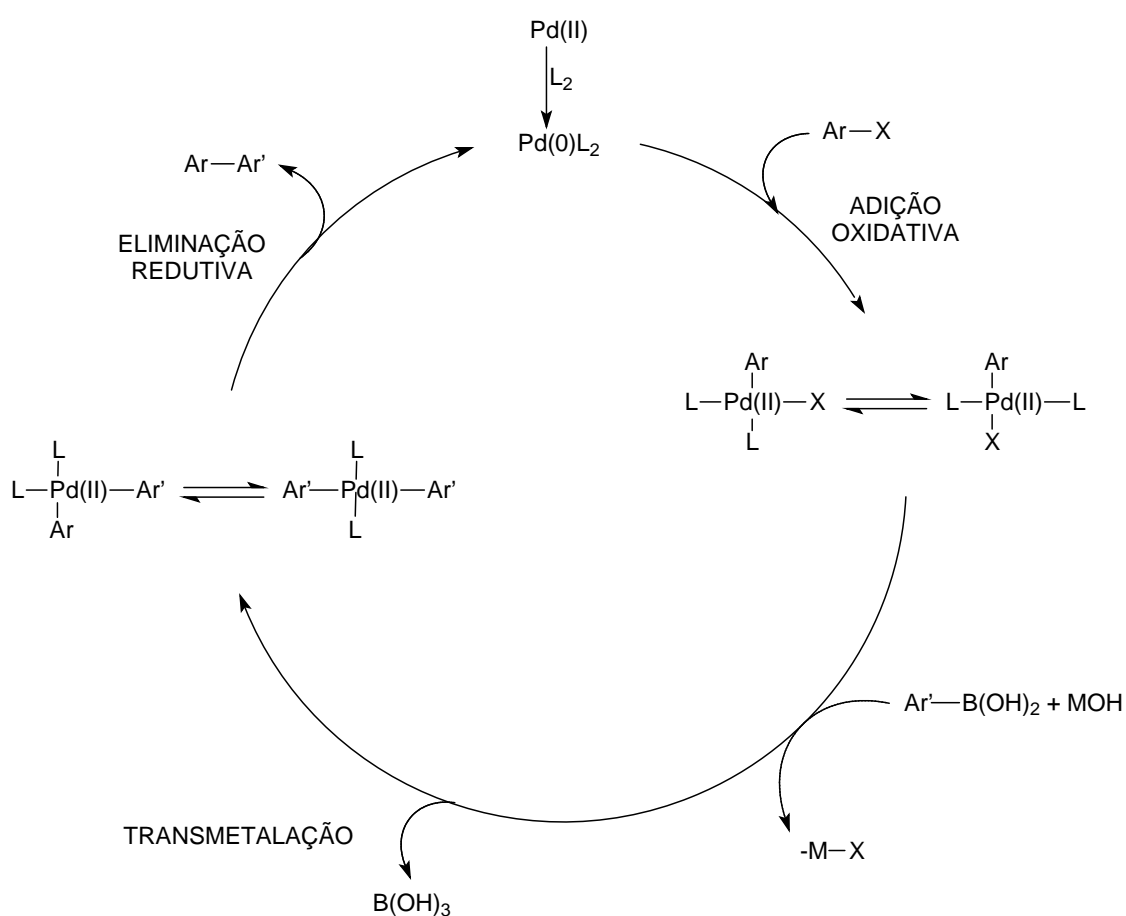 Pd(II)
L2
Pd(0)L2
Ar—X
ADIÇÃO
OXIDATIVA
Ar—Ar'
ELIMINAÇÃO
REDUTIVA
Ar
L—Pd(II)—X
L
Ar
L—Pd(II)—L
X
L
L—Pd(II)—Ar'
Ar
L
Ar'—Pd(II)—Ar'
L
Ar'—B(OH)2 + MOH
-M—X
TRANSMETALAÇÃO
B(OH)3